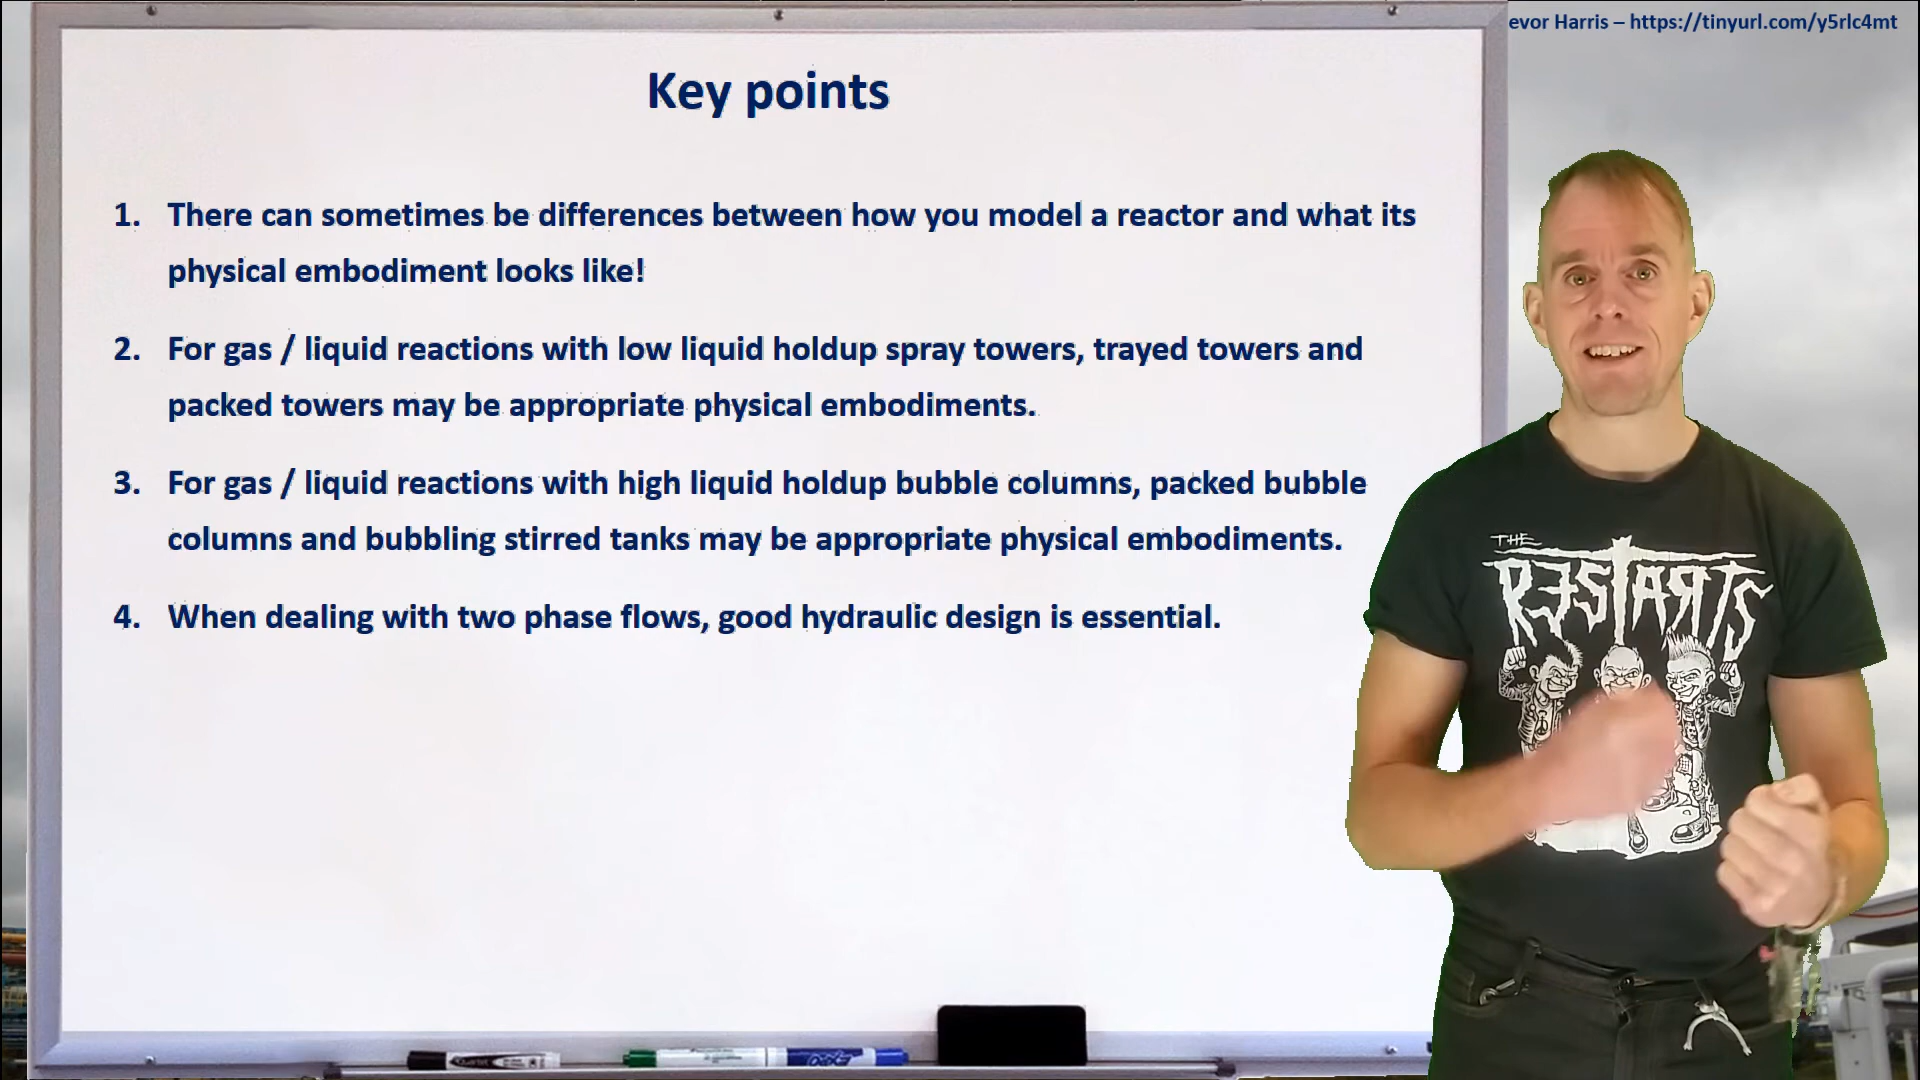 evor Harris – https://tinyurl.com/y5rlc4mt
Key points
1. There can sometimes be differences between how you model a reactor and what its
physical embodiment looks like!
2. For gas / liquid reactions with low liquid holdup spray towers, trayed towers and
packed towers may be appropriate physical embodiments.
3. For gas / liquid reactions with high liquid holdup bubble columns, packed bubble
columns and bubbling stirred tanks may be appropriate physical embodiments.
4. When dealing with two phase flows, good hydraulic design is essential.
THE
RESTARTS